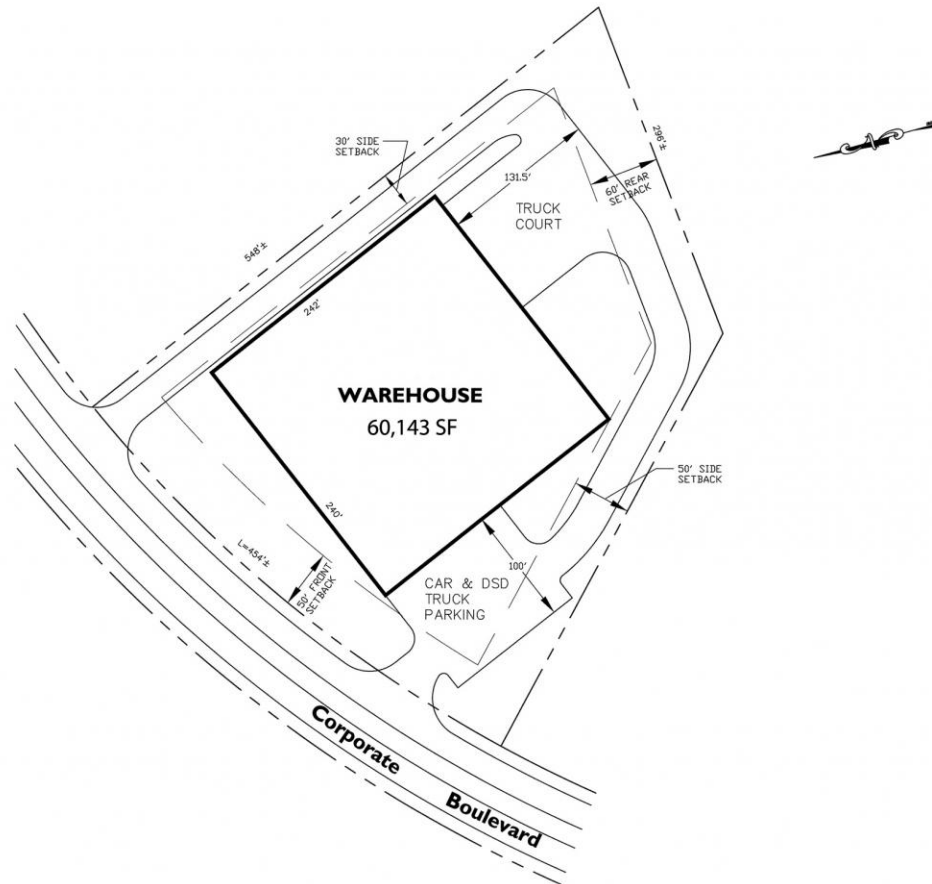 30' SIDE
SETBACK
296'±
131.5'
60' REAR
SETBACK
TRUCK
COURT
548'±
242'
WAREHOUSE
60,143 SF
50' SIDE
SETBACK
240'
L=454'±
50' FRONT
SETBACK
100'
CAR & DSD
TRUCK
PARKING
Corporate
Boulevard